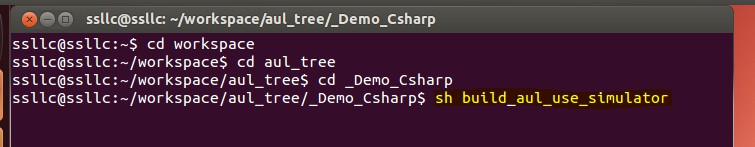 ssllc@ssllc: ~/workspace/aul_tree/_Demo_Csharp
ssllc@ssllc:~$ cd workspace
ssllc@ssllc:~/workspace$ cd aul_tree
ssllc@ssllc:~/workspace/aul_tree$ cd _Demo_Csharp
ssllc@ssllc:~/workspace/aul_tree/_Demo_Csharp$ sh build_aul_use_simulator